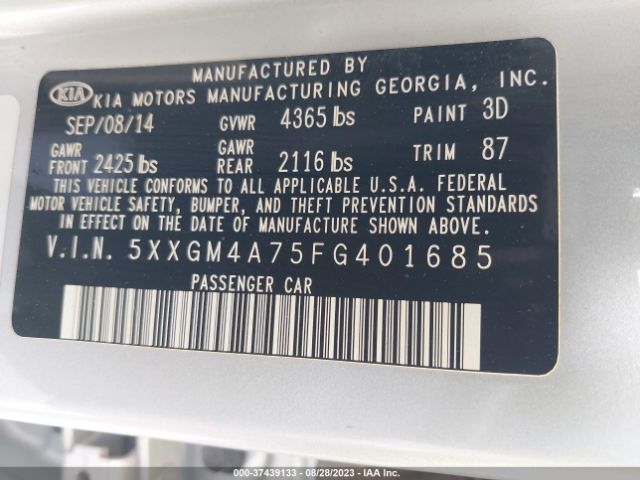 MANUFACTURED BY
KIA KIA MOTORS MANUFACTURING GEORGIA, INC.
SEP/08/14 GVWR 4365 lbs PAINT 3D
GAWR FRONT 2425 lbs GAWR REAR 2116 lbs TRIM 87
THIS VEHICLE CONFORMS TO ALL APPLICABLE U.S.A. FEDERAL
MOTOR VEHICLE SAFETY, BUMPER, AND THEFT PREVENTION STANDARDS
IN EFFECT ON THE DATE OF MANUFACTURE SHOWN ABOVE.
V.I.N. 5XXGM4A75FG401685
PASSENGER CAR
000-37439133 - 08/28/2023 - IAA Inc.